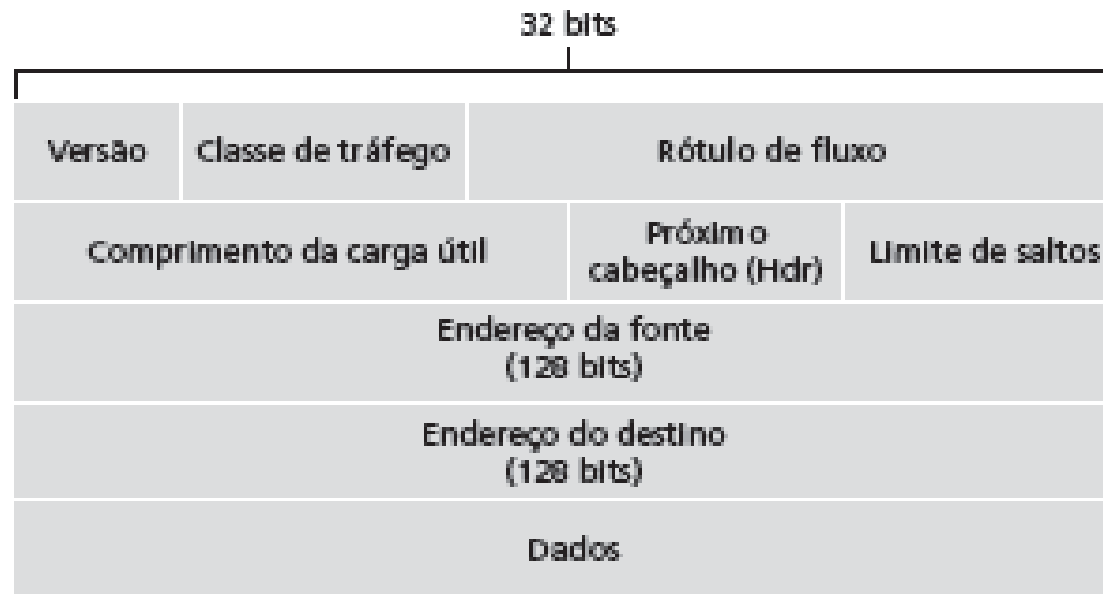 32 bits
Versão
Classe de tráfego
Rótulo de fluxo
Comprimento da carga útil
Próximo
cabeçalho (Hdr)
Limite de saltos
Endereço da fonte
(128 bits)
Endereço do destino
(128 bits)
Dados